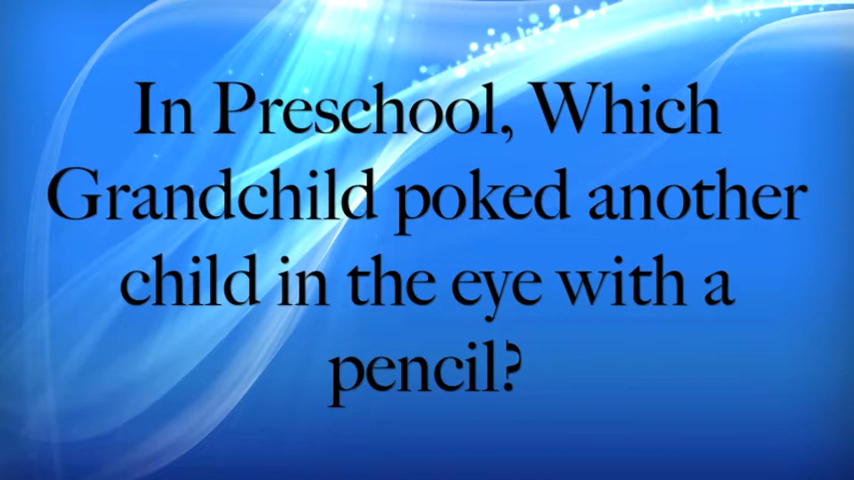 In Preschool, Which
Grandchild poked another
child in the eye with a
pencil?